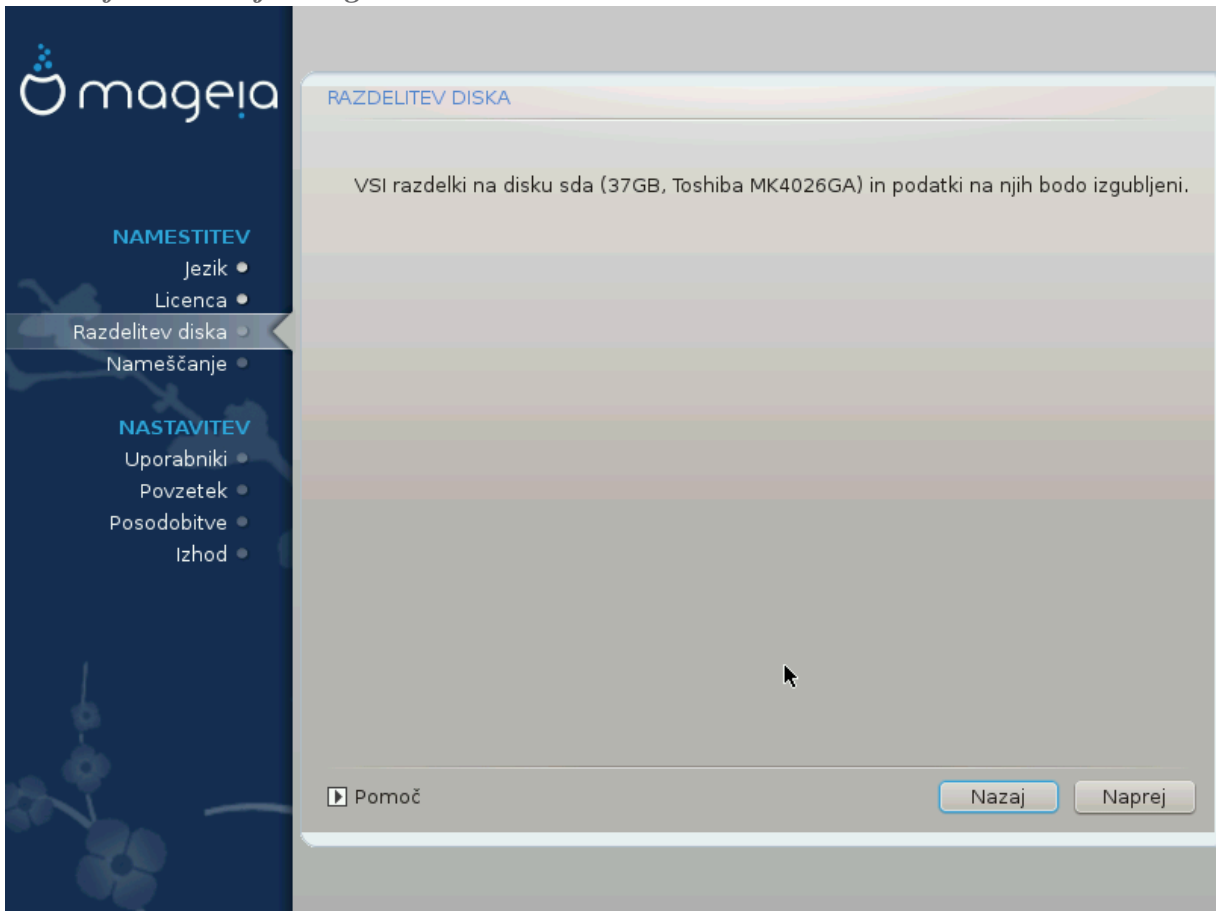 mageia
RAZDELITEV DISKA
VSI razdelki na disku sda (37GB, Toshiba MK4026GA) in podatki na njih bodo izgubljeni.
NAMESTITEV
Jezik
Licenca
Razdelitev diska
Nameščanje
NASTAVITEV
Uporabniki
Povzetek
Posodobitve
Izhod
Pomoč
Nazaj
Naprej